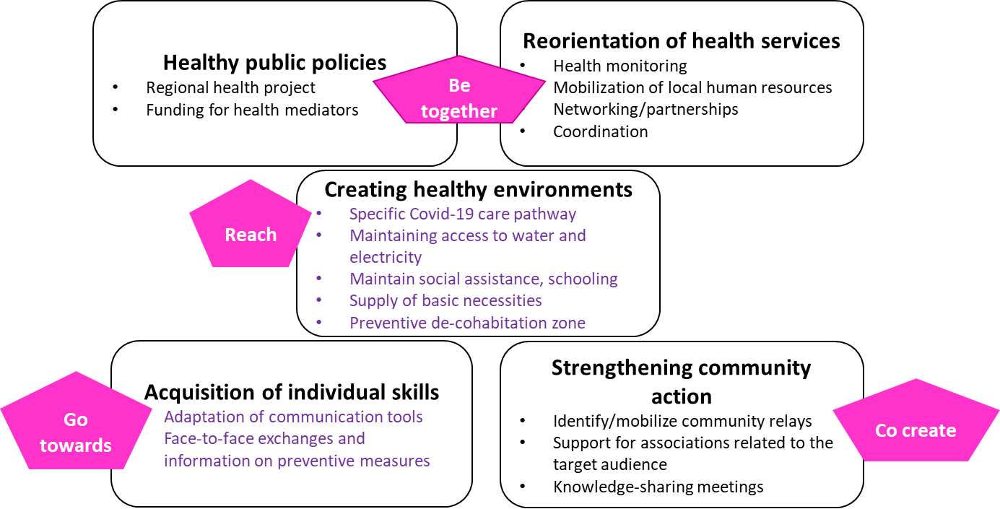 Healthy public policies
• Regional health project
• Funding for health mediators
Be
together
Reorientation of health services
• Health monitoring
Mobilization of local human resources
Networking/partnerships
• Coordination
Reach
Creating healthy environments
• Specific Covid-19 care pathway
• Maintaining access to water and
electricity
• Maintain social assistance, schooling
• Supply of basic necessities
• Preventive de-cohabitation zone
Go
towards
Acquisition of individual skills
Adaptation of communication tools
Face-to-face exchanges and
information on preventive measures
Strengthening community
action
• Identify/mobilize community relays
• Support for associations related to the
target audience
• Knowledge-sharing meetings
Co create